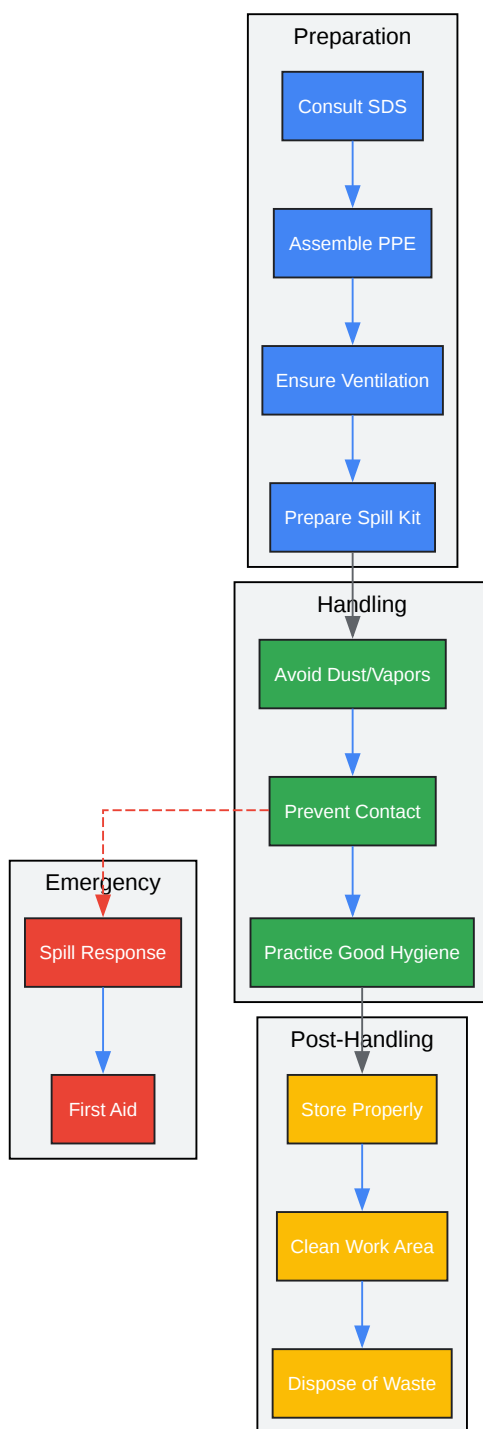 Preparation
Consult SDS
Assemble PPE
Ensure Ventilation
Prepare Spill Kit
Handling
Avoid Dust/Vapors
Prevent Contact
Practice Good Hygiene
Emergency
Spill Response
First Aid
Post-Handling
Store Properly
Clean Work Area
Dispose of Waste